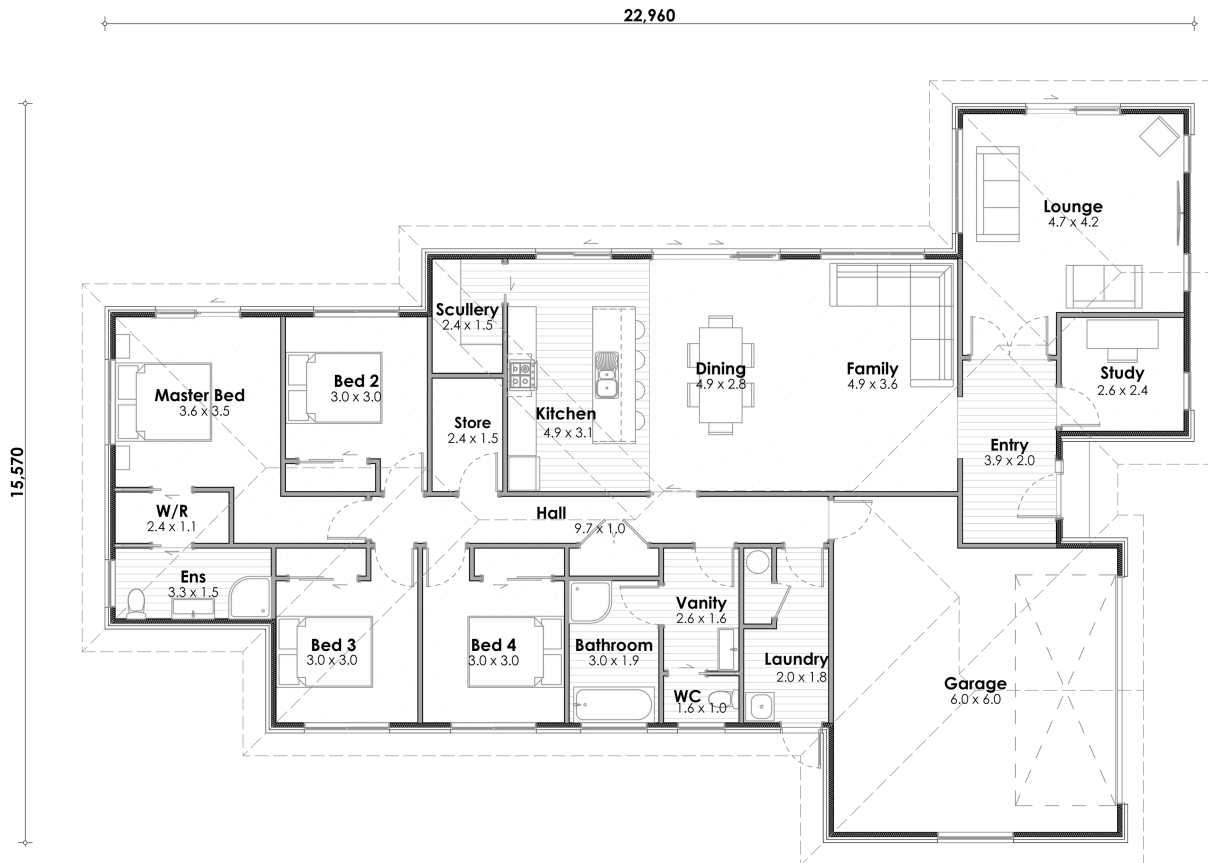 22,960
15,570
Lounge
4.7 x 4.2
Scullery
2.4 x 1.5
Master Bed
3.6 x 3.5
Bed 2
3.0 x 3.0
Dining
4.9 x 2.8
Family
4.9 x 3.6
Study
2.6 x 2.4
Kitchen
4.9 x 3.1
Store
2.4 x 1.5
Entry
3.9 x 2.0
W/R
2.4 x 1.1
Hall
9.7 x 1.0
Ens
3.3 x 1.5
Vanity
2.6 x 1.6
Bed 3
3.0 x 3.0
Bed 4
3.0 x 3.0
Bathroom
3.0 x 1.9
Laundry
2.0 x 1.8
WC
1.6 x 1.0
Garage
6.0 x 6.0